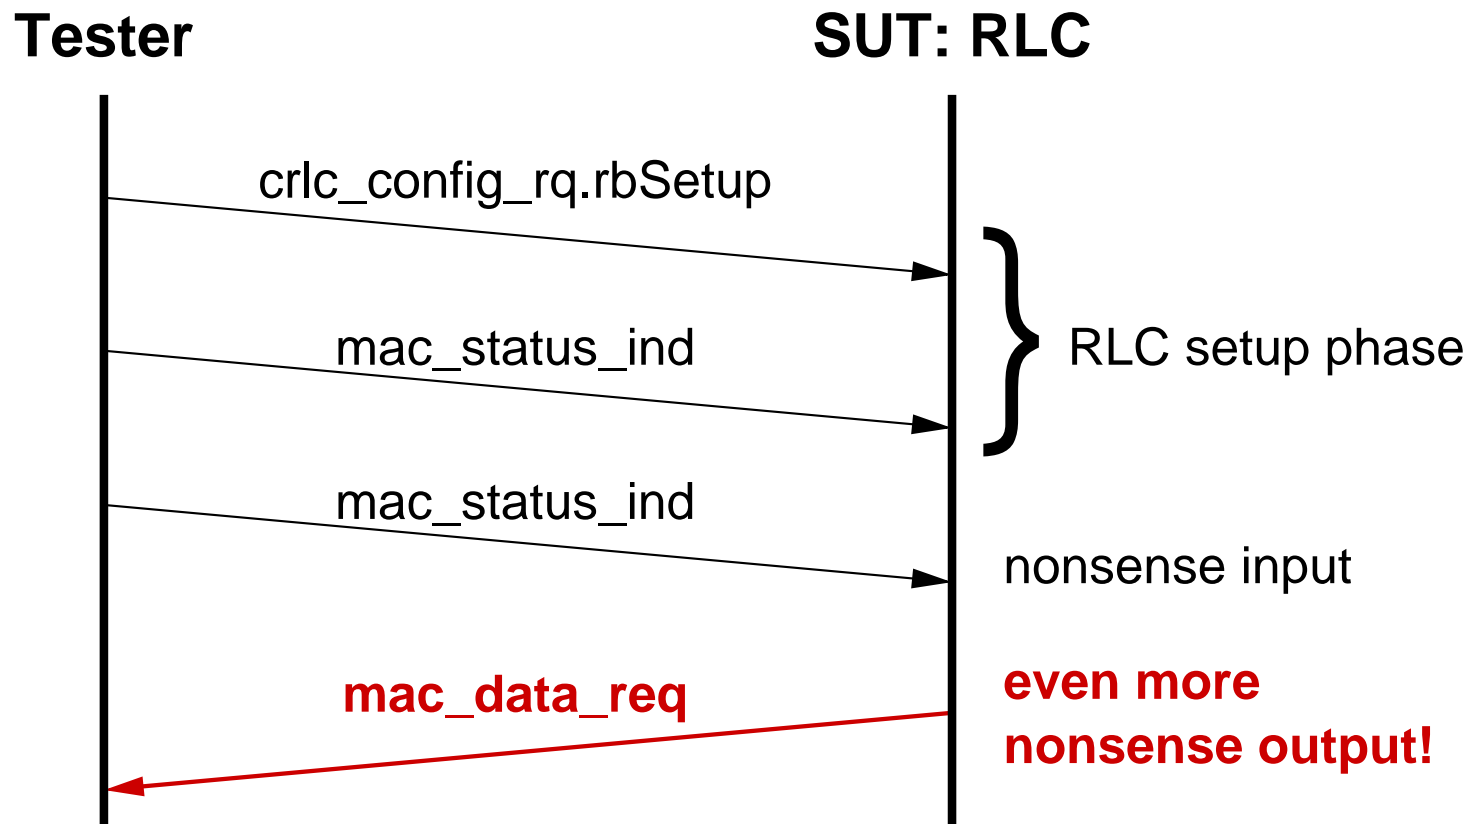 Tester
SUT: RLC
crlc_config_rq.rbSetup
mac_status_ind
RLC setup phase
mac_status_ind
nonsense input
mac_data_req
even more
nonsense output!